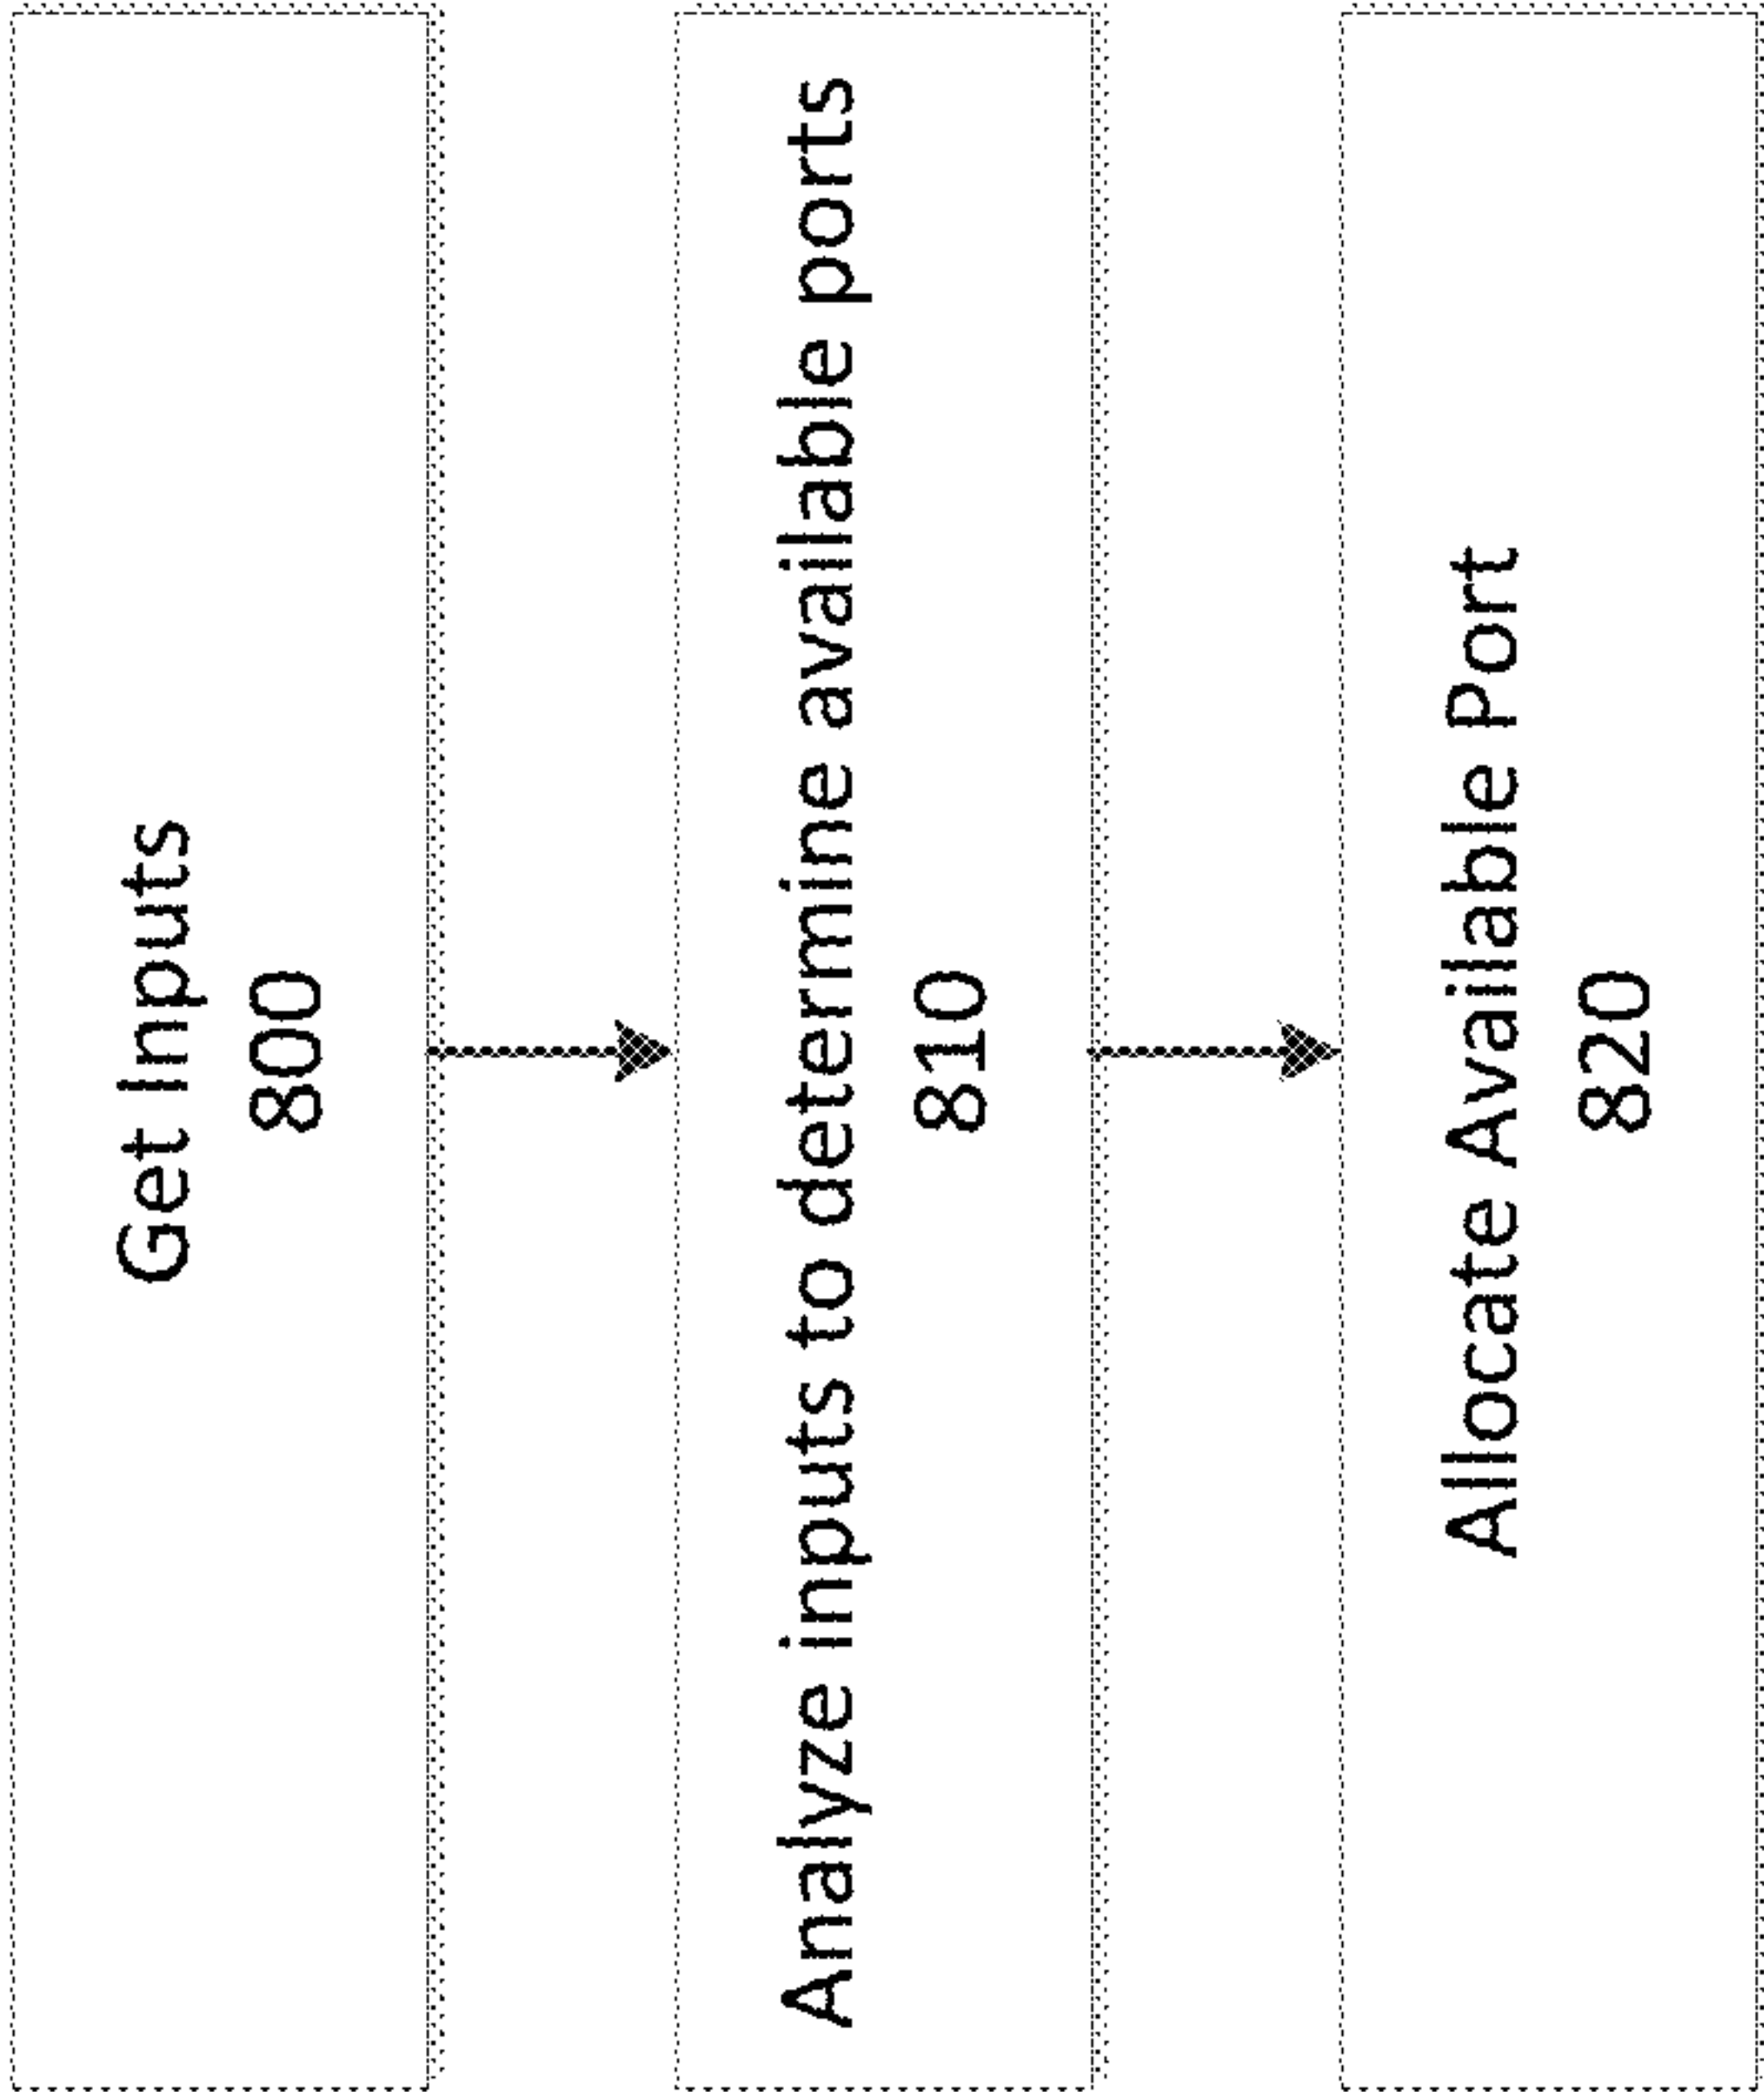 Get Inputs
800
Analyze inputs to determine available ports
810
Allocate Available Port
820